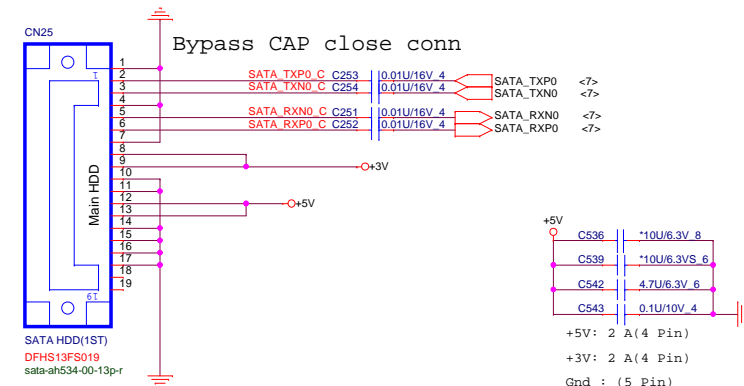 CN25
Bypass CAP close conn
1
2
3
4
5
6
7
8
9
10
11
12
13
14
15
16
17
18
19
1
Main HDD
19
SATA_TXP0_C C253 0.01U/16V_4 SATA_TXP0 <7>
SATA_TXN0_C C254 0.01U/16V_4 SATA_TXN0 <7>
SATA_RXN0_C C251 0.01U/16V_4 SATA_RXN0 <7>
SATA_RXP0_C C252 0.01U/16V_4 SATA_RXP0 <7>
+3V
+5V
SATA HDD(1ST)
DFHS13FS019
sata-ah534-00-13p-r
+5V
C536 *10U/6.3V_8
C539 *10U/6.3VS_6
C542 4.7U/6.3V_6
C543 0.1U/10V_4
+5V: 2 A(4 Pin)
+3V: 2 A(4 Pin)
Gnd : (5 Pin)